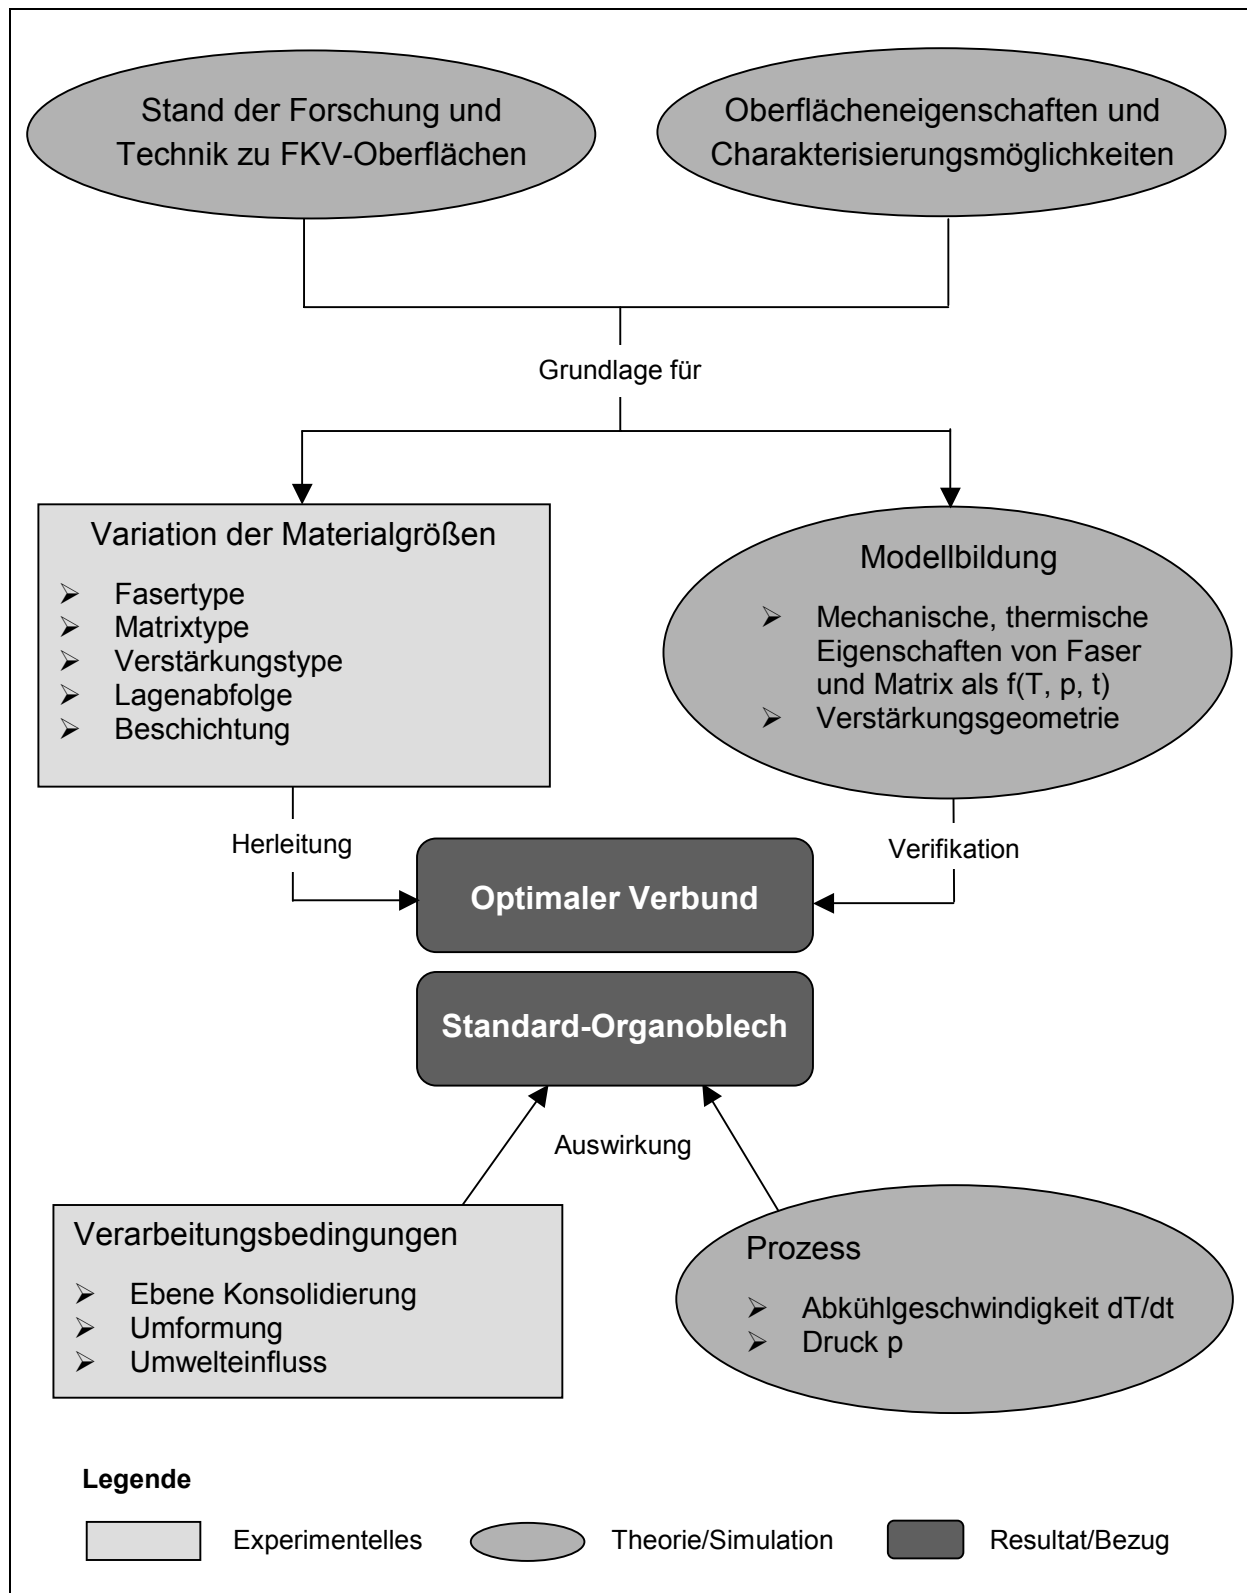 Stand der Forschung und
Technik zu FKV-Oberflächen
Oberflächeneigenschaften und
Charakterisierungsmöglichkeiten
Grundlage für
Variation der Materialgrößen
➢ Fasertype
➢ Matrixtype
➢ Verstärkungstype
➢ Lagenabfolge
➢ Beschichtung
Modellbildung
➢ Mechanische, thermische
Eigenschaften von Faser
und Matrix als f(T, p, t)
➢ Verstärkungsgeometrie
Herleitung
Verifikation
Optimaler Verbund
Standard-Organoblech
Auswirkung
Verarbeitungsbedingungen
➢ Ebene Konsolidierung
➢ Umformung
➢ Umwelteinfluss
Prozess
➢ Abkühlgeschwindigkeit dT/dt
➢ Druck p
Legende
Experimentelles
Theorie/Simulation
Resultat/Bezug